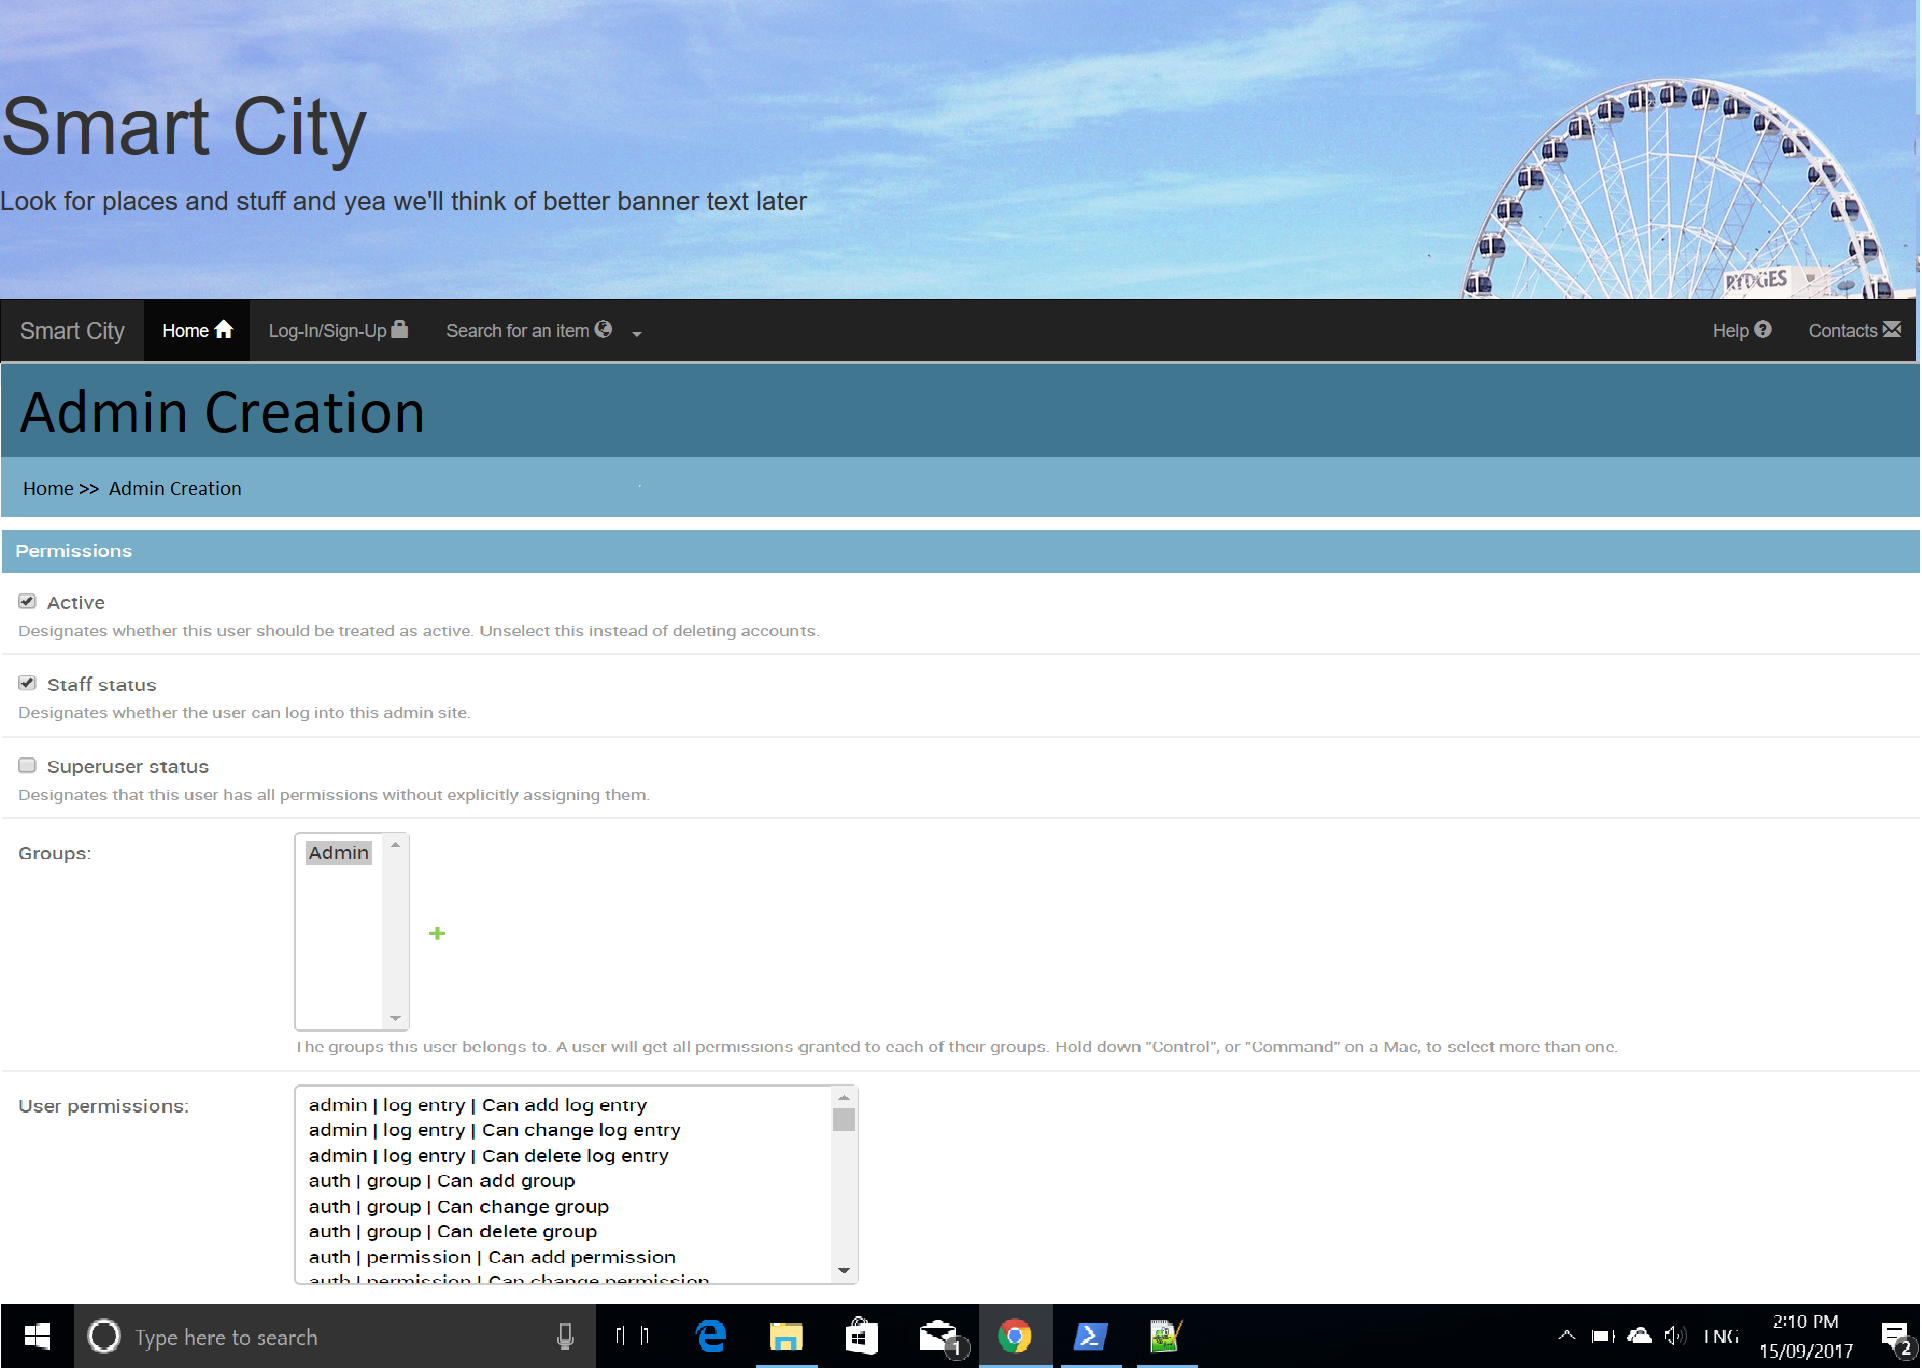 Smart City
Look for places and stuff and yea we'll think of better banner text later
RYDGES
Smart City Home Log-In/Sign-Up Search for an item Help Contacts
Admin Creation
Home >> Admin Creation
Permissions
Active
Designates whether this user should be treated as active. Unselect this instead of deleting accounts.
Staff status
Designates whether the user can log into this admin site.
Superuser status
Designates that this user has all permissions without explicitly assigning them.
Groups:
Admin
The groups this user belongs to. A user will get all permissions granted to each of their groups. Hold down "Control", or "Command" on a Mac, to select more than one.
User permissions:
admin | log entry | Can add log entry
admin | log entry | Can change log entry
admin | log entry | Can delete log entry
auth | group | Can add group
auth | group | Can change group
auth | group | Can delete group
auth | permission | Can add permission
auth | permission | Can change permission
Type here to search
1
ENG
2:10 PM
15/09/2017
2